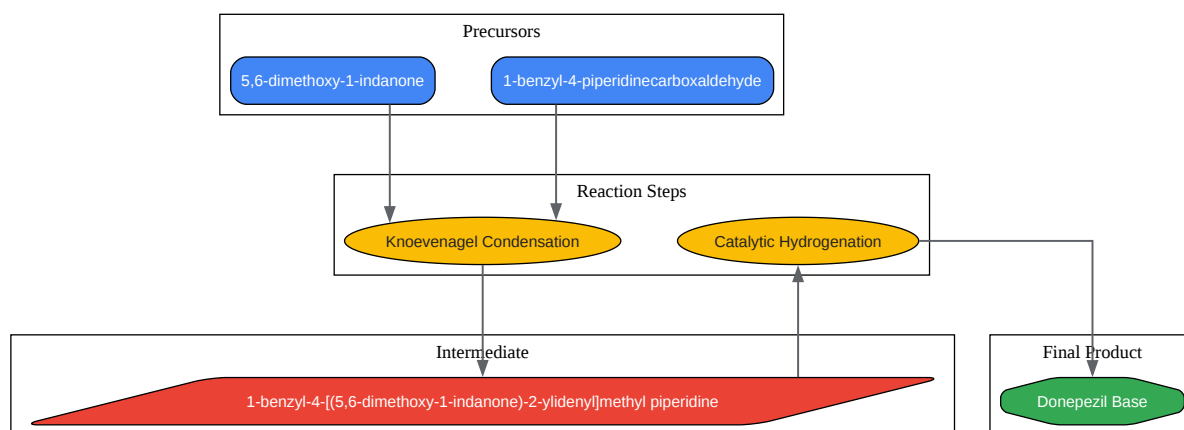 Precursors
5,6-dimethoxy-1-indanone
1-benzyl-4-piperidinecarboxaldehyde
Reaction Steps
Knoevenagel Condensation
Catalytic Hydrogenation
Intermediate
Final Product
1-benzyl-4-[(5,6-dimethoxy-1-indanone)-2-ylidenyl]methyl piperidine
Donepezil Base